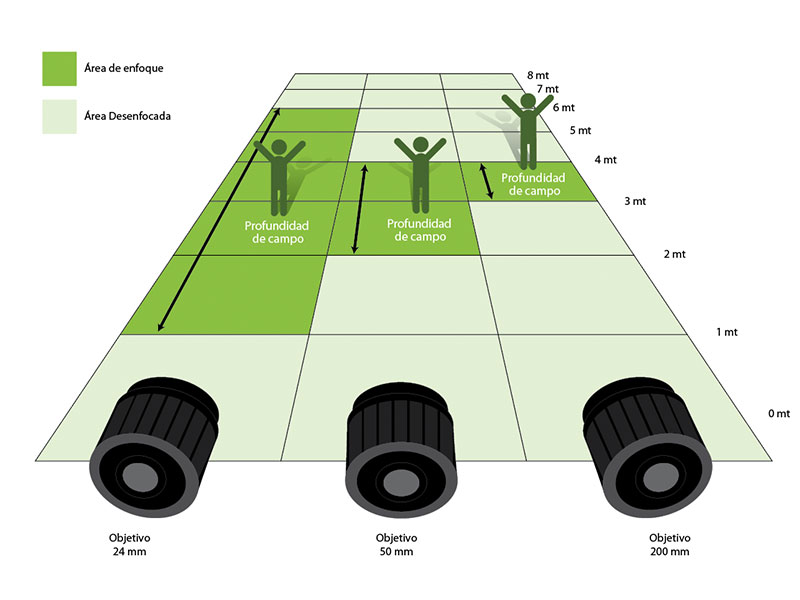 Área de enfoque
Área Desenfocada
8 mt
7 mt
6 mt
5 mt
4 mt
3 mt
2 mt
1 mt
0 mt
Profundidad
de campo
Profundidad
de campo
Profundidad
de campo
Objetivo
24 mm
Objetivo
50 mm
Objetivo
200 mm